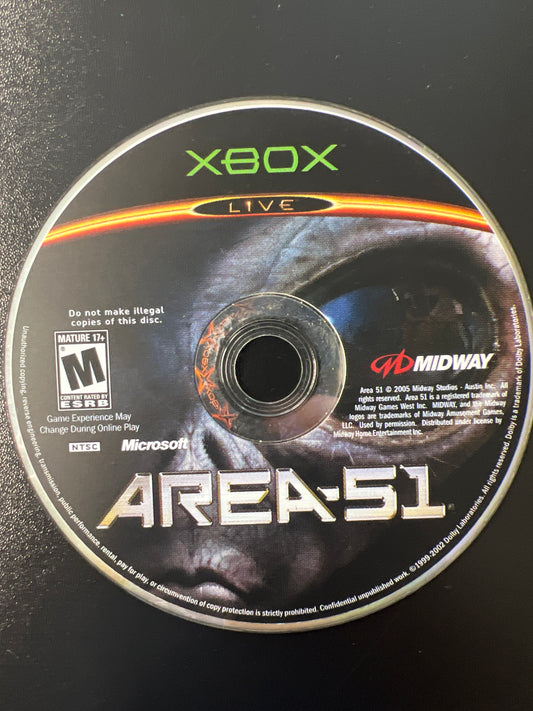 XBOX
LIVE
Do not make illegal
copies of this disc.
MATURE 17+
M
CONTENT RATED BY
ESRB
Game Experience May
Change During Online Play
NTSC
Microsoft
MIDWAY
Area 51 © 2005 Midway Studios - Austin Inc. All
rights reserved. Area 51 is a registered trademark of
Midway Games West Inc. MIDWAY, and the Midway
logos are trademarks of Midway Amusement Games,
LLC. Used by permission. Distributed under license by
Midway Home Entertainment Inc.
AREA-51
Unauthorized copying, reverse engineering, transmission, public performance, rental, pay for play, or circumvention of copy protection is strictly prohibited. Confidential unpublished work. ©1999-2002 Dolby Laboratories. All rights reserved. Dolby is a trademark of Dolby Laboratories.